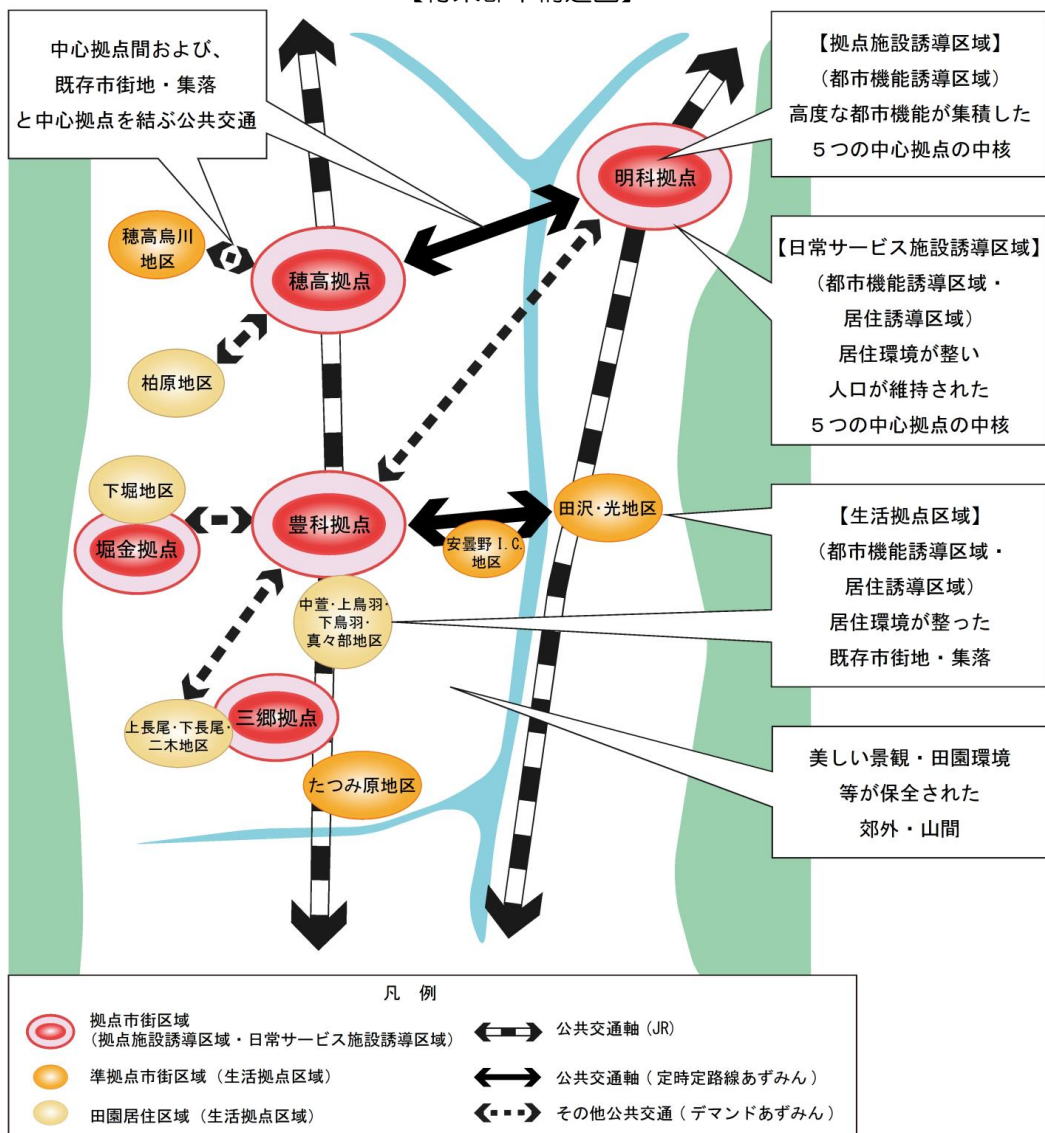 中心拠点間および、
既存市街地・集落
と中心拠点を結ぶ公共交通
【拠点施設誘導区域】
(都市機能誘導区域)
高度な都市機能が集積した
５つの中心拠点の中核
明科拠点
穂高烏川
地区
穂高拠点
【日常サービス施設誘導区域】
(都市機能誘導区域・
居住誘導区域)
居住環境が整い
人口が維持された
５つの中心拠点の中核
柏原地区
下堀地区
堀金拠点
豊科拠点
安曇野I.C.
地区
田沢・光地区
【生活拠点区域】
(都市機能誘導区域・
居住誘導区域)
居住環境が整った
既存市街地・集落
中萱・上鳥羽・
下鳥羽・
真々部地区
三郷拠点
上長尾・下長尾・
二木地区
たつみ原地区
美しい景観・田園環境
等が保全された
郊外・山間
凡 例
拠点市街区域
(拠点施設誘導区域・日常サービス施設誘導区域)
準拠点市街区域(生活拠点区域)
田園居住区域(生活拠点区域)
公共交通軸(JR)
公共交通軸(定時定路線あずみん)
その他公共交通(デマンドあずみん)